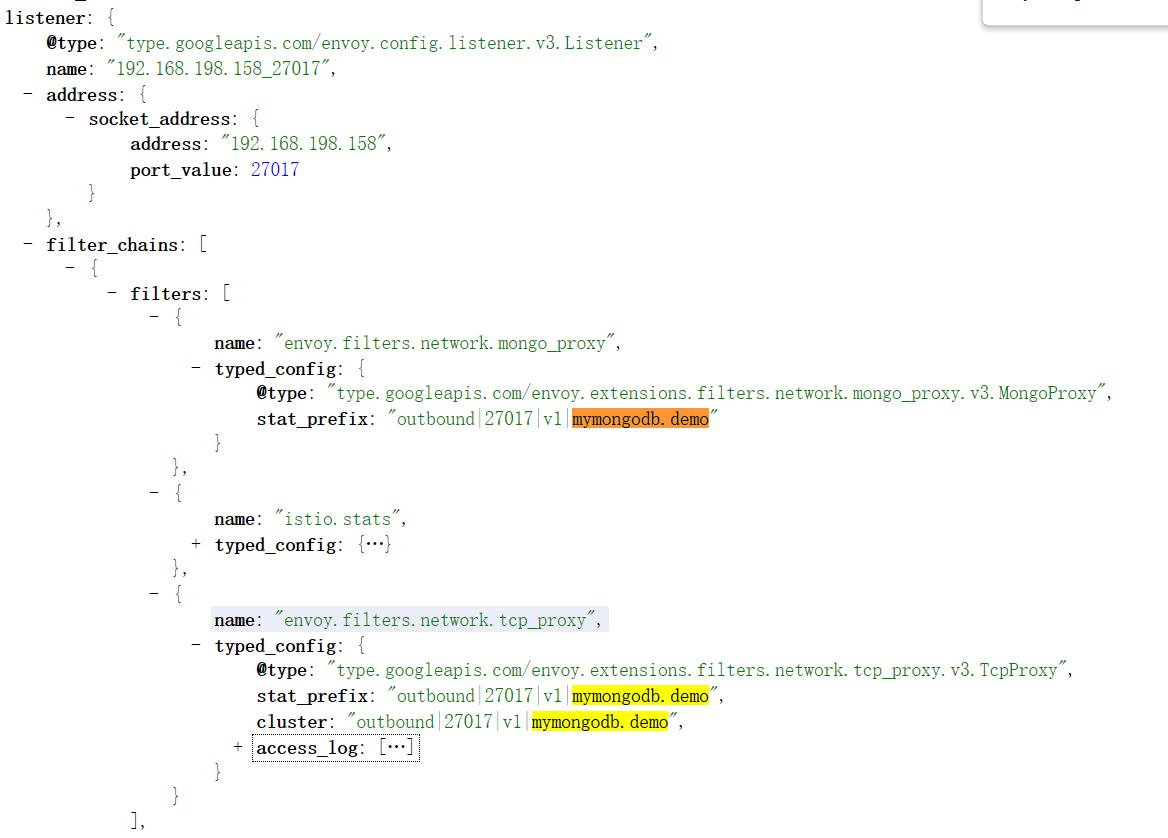 listener: {
@type: "type.googleapis.com/envoy.config.listener.v3.Listener",
name: "192.168.198.158_27017",
- address: {
- socket_address: {
address: "192.168.198.158",
port_value: 27017
}
},
- filter_chains: [
- {
- filters: [
- {
name: "envoy.filters.network.mongo_proxy",
- typed_config: {
@type: "type.googleapis.com/envoy.extensions.filters.network.mongo_proxy.v3.MongoProxy",
stat_prefix: "outbound|27017|v1|mymongodb.demo"
}
},
- {
name: "istio.stats",
+ typed_config: {…}
},
- {
name: "envoy.filters.network.tcp_proxy",
- typed_config: {
@type: "type.googleapis.com/envoy.extensions.filters.network.tcp_proxy.v3.TcpProxy",
stat_prefix: "outbound|27017|v1|mymongodb.demo",
cluster: "outbound|27017|v1|mymongodb.demo",
+ access_log: […]
}
}
],